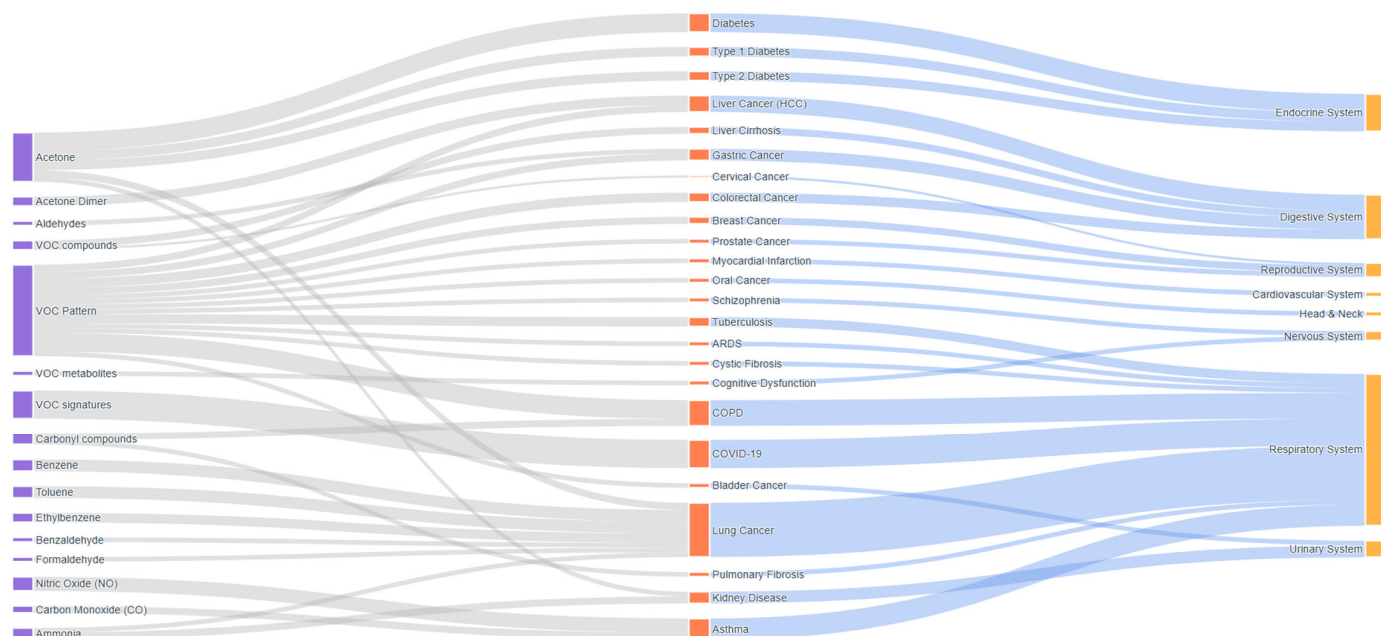 Acetone
Acetone Dimer
Aldehydes
VOC compounds
VOC Pattern
VOC metabolites
VOC signatures
Carbonyl compounds
Benzene
Toluene
Ethylbenzene
Benzaldehyde
Formaldehyde
Nitric Oxide (NO)
Carbon Monoxide (CO)
Ammonia
Diabetes
Type 1 Diabetes
Type 2 Diabetes
Liver Cancer (HCC)
Liver Cirrhosis
Gastric Cancer
Cervical Cancer
Colorectal Cancer
Breast Cancer
Prostate Cancer
Myocardial Infarction
Oral Cancer
Schizophrenia
Tuberculosis
ARDS
Cystic Fibrosis
Cognitive Dysfunction
COPD
COVID-19
Bladder Cancer
Lung Cancer
Pulmonary Fibrosis
Kidney Disease
Asthma
Endocrine System
Digestive System
Reproductive System
Cardiovascular System
Head & Neck
Nervous System
Respiratory System
Urinary System